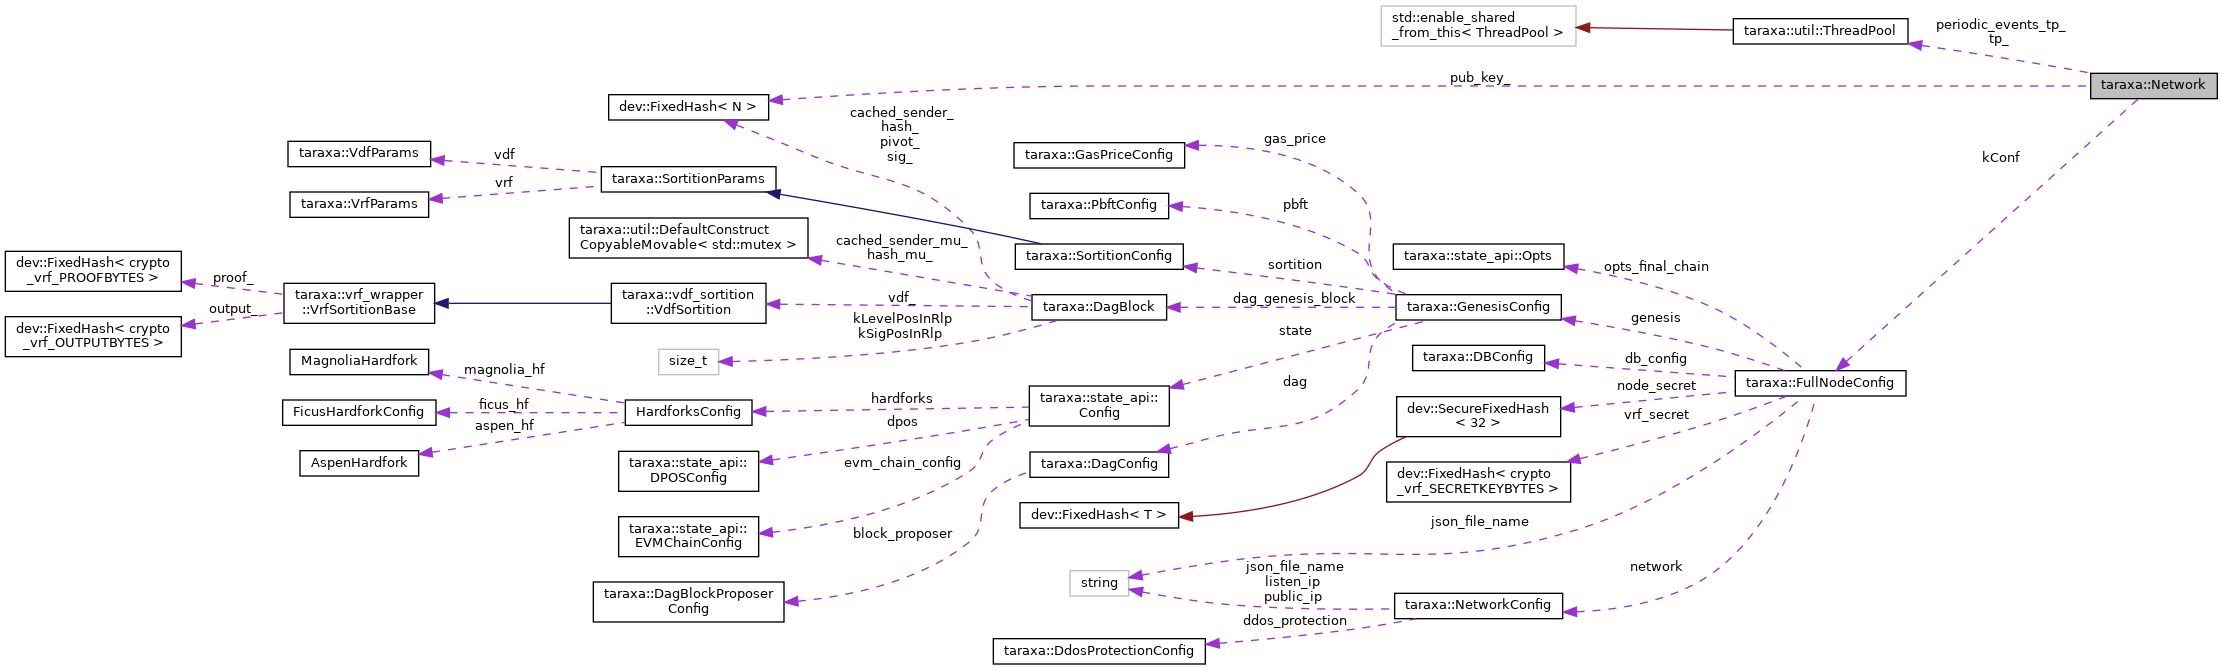 std::enable_shared
_from_this< ThreadPool >
taraxa::util::ThreadPool
periodic_events_tp_
tp_
taraxa::Network
pub_key_
dev::FixedHash< N >
cached_sender_
hash_
pivot_
sig_
kConf
gas_price
taraxa::GasPriceConfig
taraxa::VdfParams
vdf
taraxa::SortitionParams
vrf
taraxa::VrfParams
taraxa::PbftConfig
pbft
taraxa::util::DefaultConstruct
CopyableMovable< std::mutex >
cached_sender_mu_
hash_mu_
taraxa::SortitionConfig
sortition
taraxa::state_api::Opts
opts_final_chain
dev::FixedHash< crypto
_vrf_PROOFBYTES >
proof_
output_
taraxa::vrf_wrapper
::VrfSortitionBase
taraxa::vdf_sortition
::VdfSortition
vdf_
taraxa::DagBlock
dag_genesis_block
taraxa::GenesisConfig
genesis
dev::FixedHash< crypto
_vrf_OUTPUTBYTES >
kLevelPosInRlp
kSigPosInRlp
size_t
state
MagnoliaHardfork
magnolia_hf
taraxa::DBConfig
db_config
taraxa::FullNodeConfig
dag
node_secret
FicusHardforkConfig
ficus_hf
HardforksConfig
hardforks
taraxa::state_api::
Config
dev::SecureFixedHash
< 32 >
vrf_secret
aspen_hf
AspenHardfork
dpos
taraxa::state_api::
DPOSConfig
evm_chain_config
taraxa::DagConfig
dev::FixedHash< crypto
_vrf_SECRETKEYBYTES >
dev::FixedHash< T >
json_file_name
taraxa::state_api::
EVMChainConfig
block_proposer
network
string
json_file_name
listen_ip
public_ip
taraxa::DagBlockProposer
Config
taraxa::NetworkConfig
ddos_protection
taraxa::DdosProtectionConfig